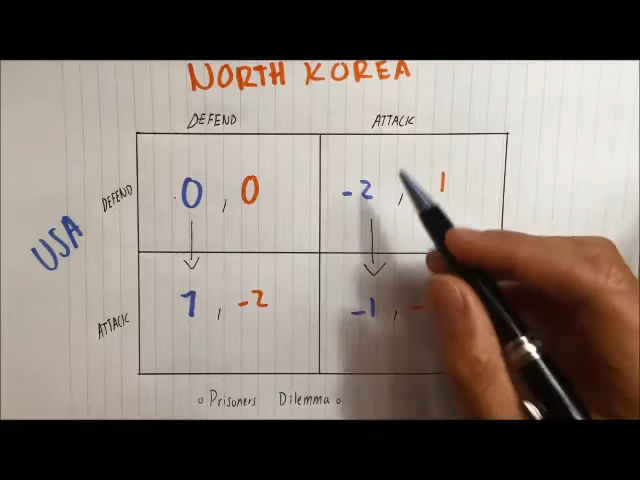 NORTH KOREA
DEFEND ATTACK
DEFEND 0 , 0 -2 , 1
USA
ATTACK 1 , -2 -1 , -
Prisoners Dilemma